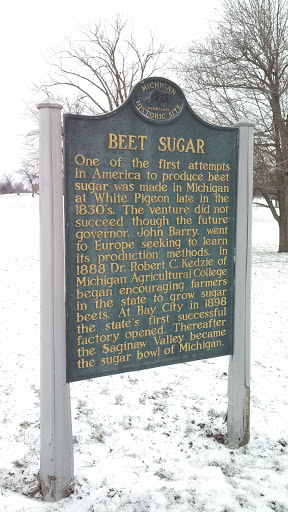 MICHIGAN
REGISTERED
HISTORIC SITE
BEET SUGAR
One of the first attempts
in America to produce beet
sugar was made in Michigan
at White Pigeon late in the
1830's. The venture did not
succeed though the future
governor, John Barry, went
to Europe seeking to learn
its production methods. In
1888 Dr. Robert C. Kedzie of
Michigan Agricultural College
began encouraging farmers
in the state to grow sugar
beets. At Bay City in 1898
the state's first successful
factory opened. Thereafter
the Saginaw Valley became
the sugar bowl of Michigan.